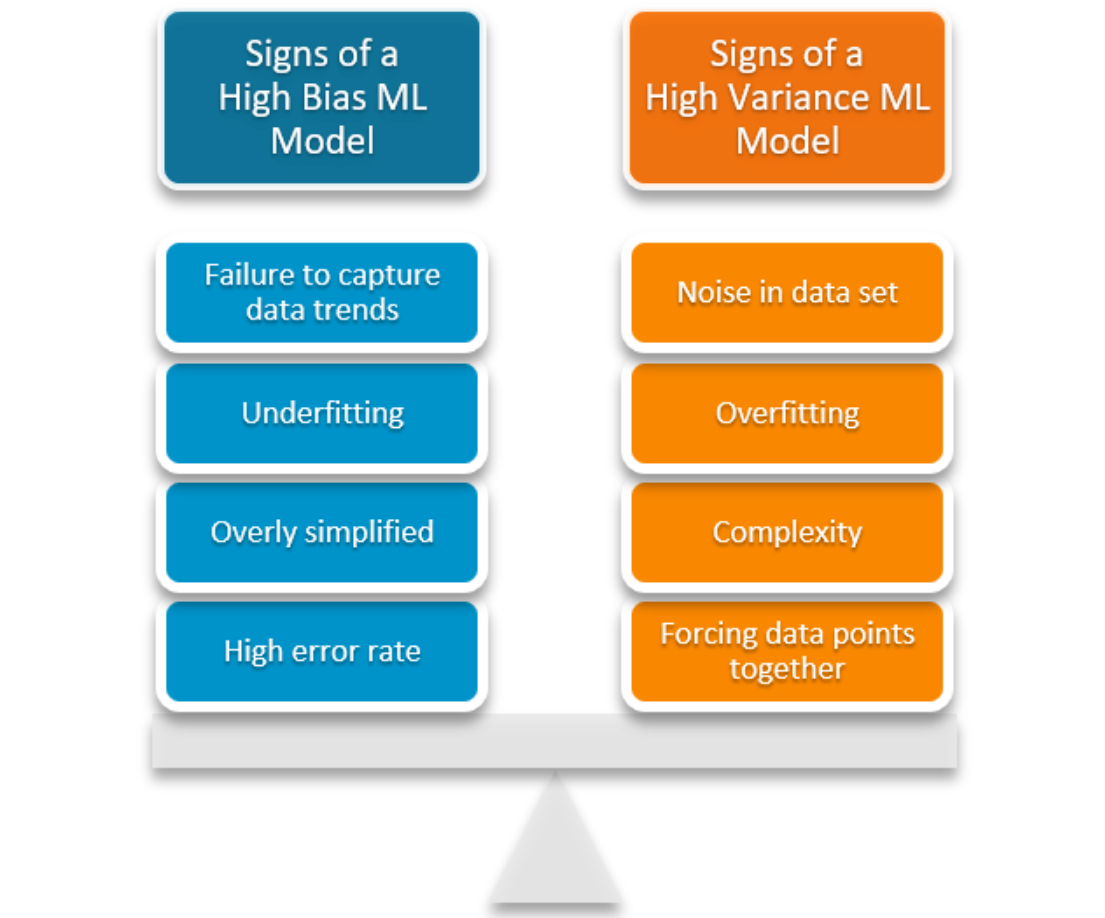 Signs of a
High Bias ML
Model
Signs of a
High Variance ML
Model
Failure to capture
data trends
Noise in data set
Underfitting
Overfitting
Overly simplified
Complexity
High error rate
Forcing data points
together